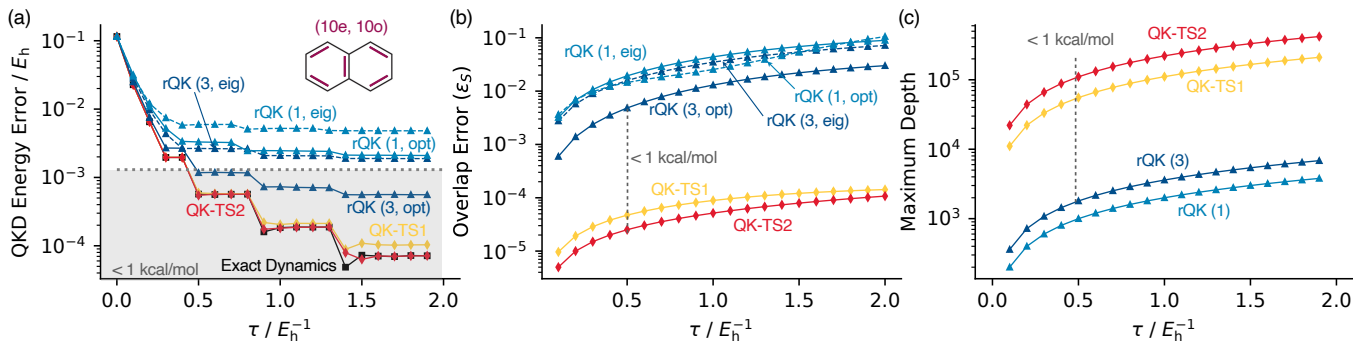 (a)
(10e, 10o)
QKD Energy Error / E_h
10^{-1}
10^{-2}
10^{-3}
10^{-4}
rQK (3, eig)
rQK (1, eig)
rQK (1, opt)
QK-TS2
rQK (3, opt)
QK-TS1
Exact Dynamics
< 1 kcal/mol
0.0 0.5 1.0 1.5 2.0
τ / E_h^{-1}
(b)
Overlap Error (ε_S)
10^{-1}
10^{-2}
10^{-3}
10^{-4}
10^{-5}
rQK (1, eig)
rQK (1, opt)
rQK (3, opt)
rQK (3, eig)
< 1 kcal/mol
QK-TS1
QK-TS2
0.5 1.0 1.5 2.0
τ / E_h^{-1}
(c)
Maximum Depth
10^5
10^4
10^3
< 1 kcal/mol
QK-TS2
QK-TS1
rQK (3)
rQK (1)
0.0 0.5 1.0 1.5 2.0
τ / E_h^{-1}